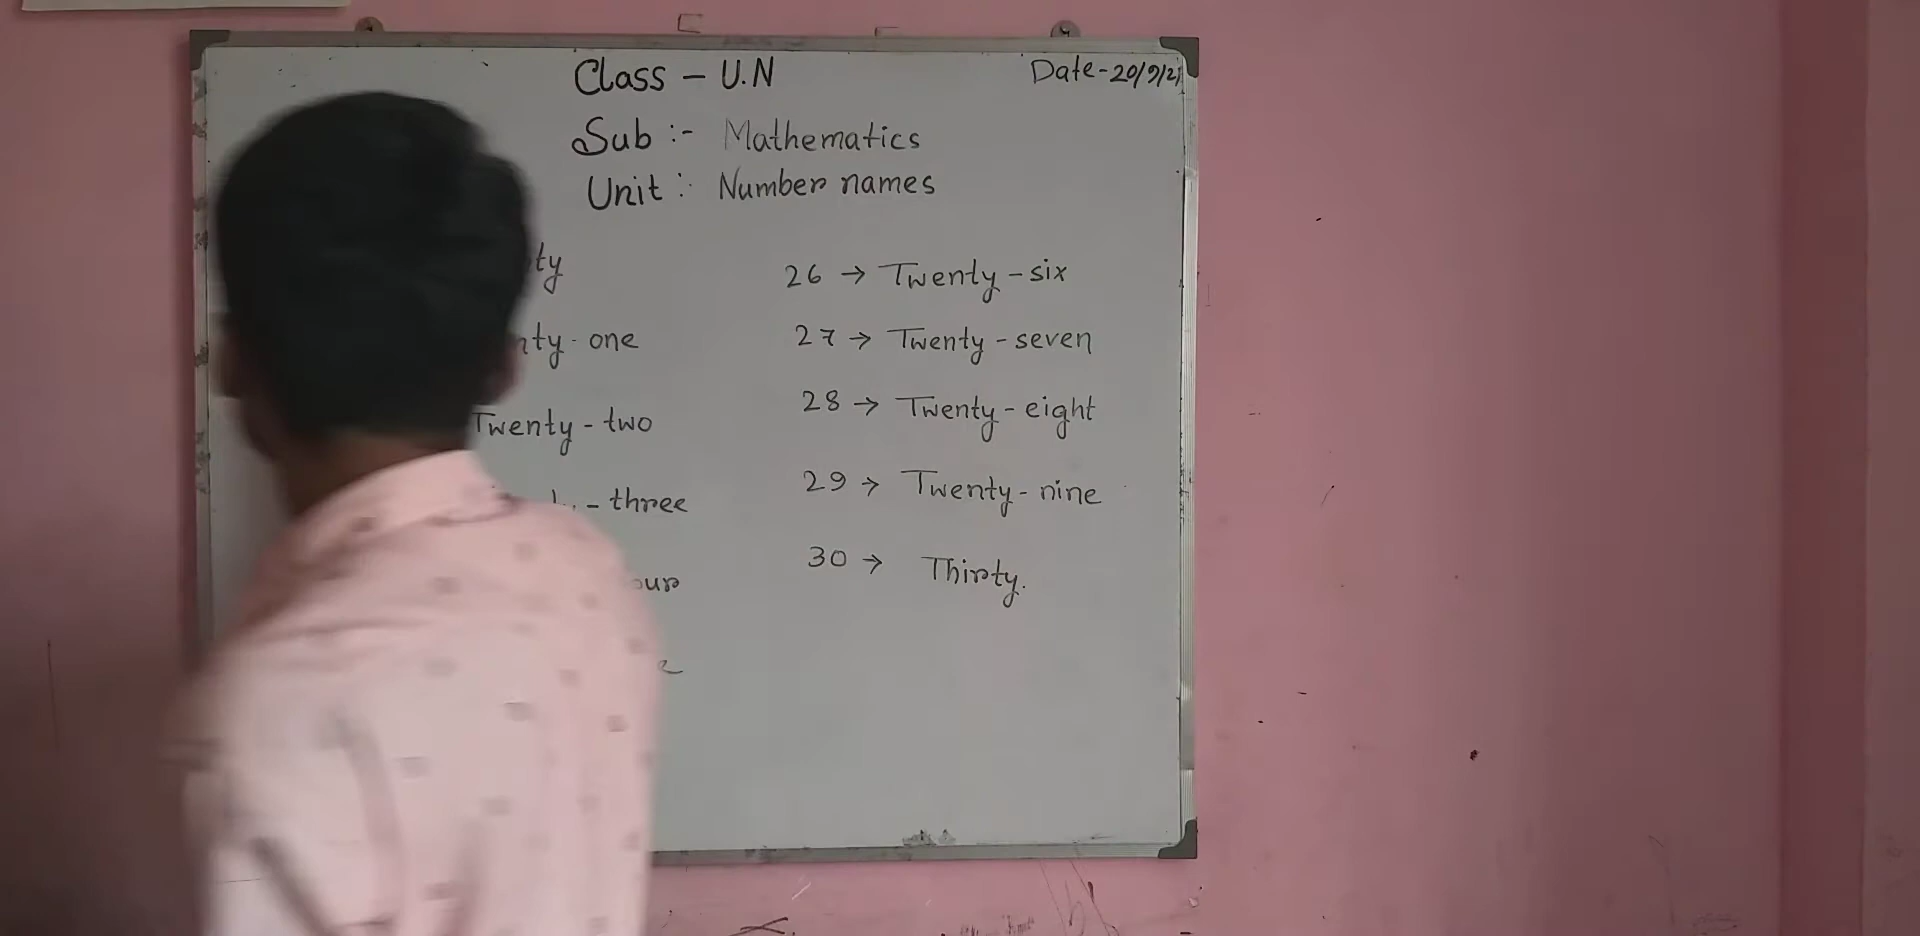 Class - U.N
Date-20/9/21
Sub :- Mathematics
Unit : Number names
ty
nty-one
Twenty-two
- three
our
e
26 → Twenty-six
27 → Twenty-seven
28 → Twenty-eight
29 → Twenty-nine
30 → Thirty.